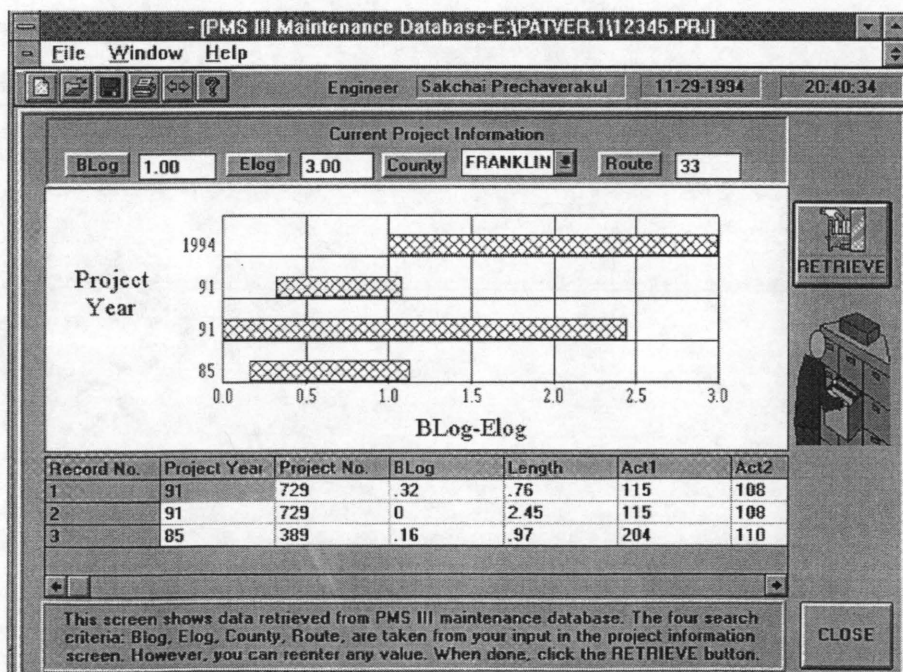 - [PMS III Maintenance Database-E:\PATVER.1\12345.PRJ]
File Window Help
Engineer Sakchai Prechaverakul 11-29-1994 20:40:34
Current Project Information
BLog 1.00 Elog 3.00 County FRANKLIN Route 33
RETRIEVE
Project
Year
1994
91
91
85
0.0 0.5 1.0 1.5 2.0 2.5 3.0
BLog-Elog
Record No. Project Year Project No. BLog Length Act1 Act2
1 91 729 .32 .76 115 108
2 91 729 0 2.45 115 108
3 85 389 .16 .97 204 110
This screen shows data retrieved from PMS III maintenance database. The four search
criteria: Blog, Elog, County, Route, are taken from your input in the project information
screen. However, you can reenter any value. When done, click the RETRIEVE button.
CLOSE